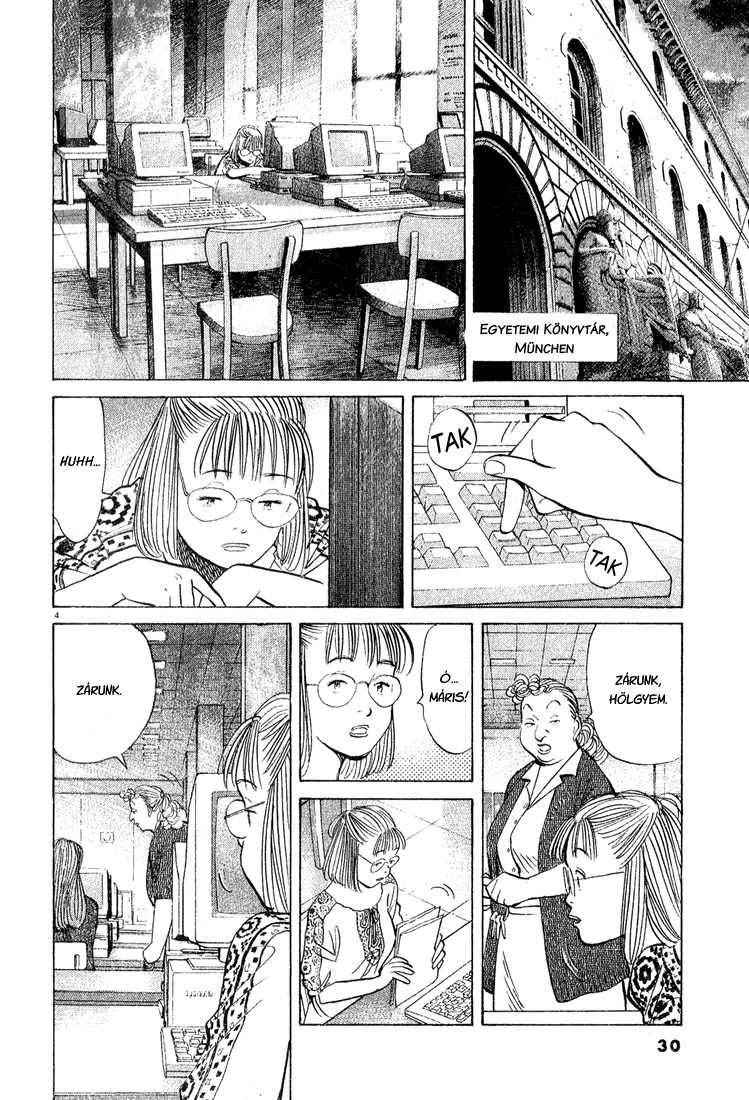 EGYETEMI KÖNYVTÁR,
MÜNCHEN
TAK
TAK
HUHH...
4
ZÁRUNK,
HÖLGYEM.
Ó...
MÁRIS!
ZÁRUNK.
30